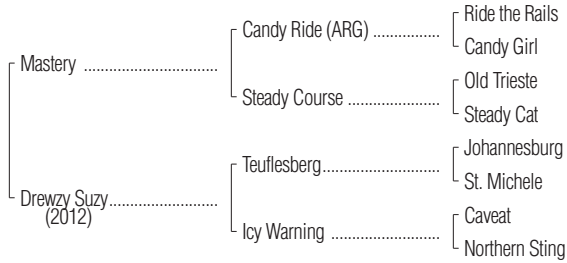 Ride the Rails
Candy Ride (ARG) ................
Candy Girl
Mastery ................................
Old Trieste
Steady Course ......................
Steady Cat
Johannesburg
Teuflesberg............................
St. Michele
Drewzy Suzy..........................
(2012)
Caveat
Icy Warning ..........................
Northern Sting